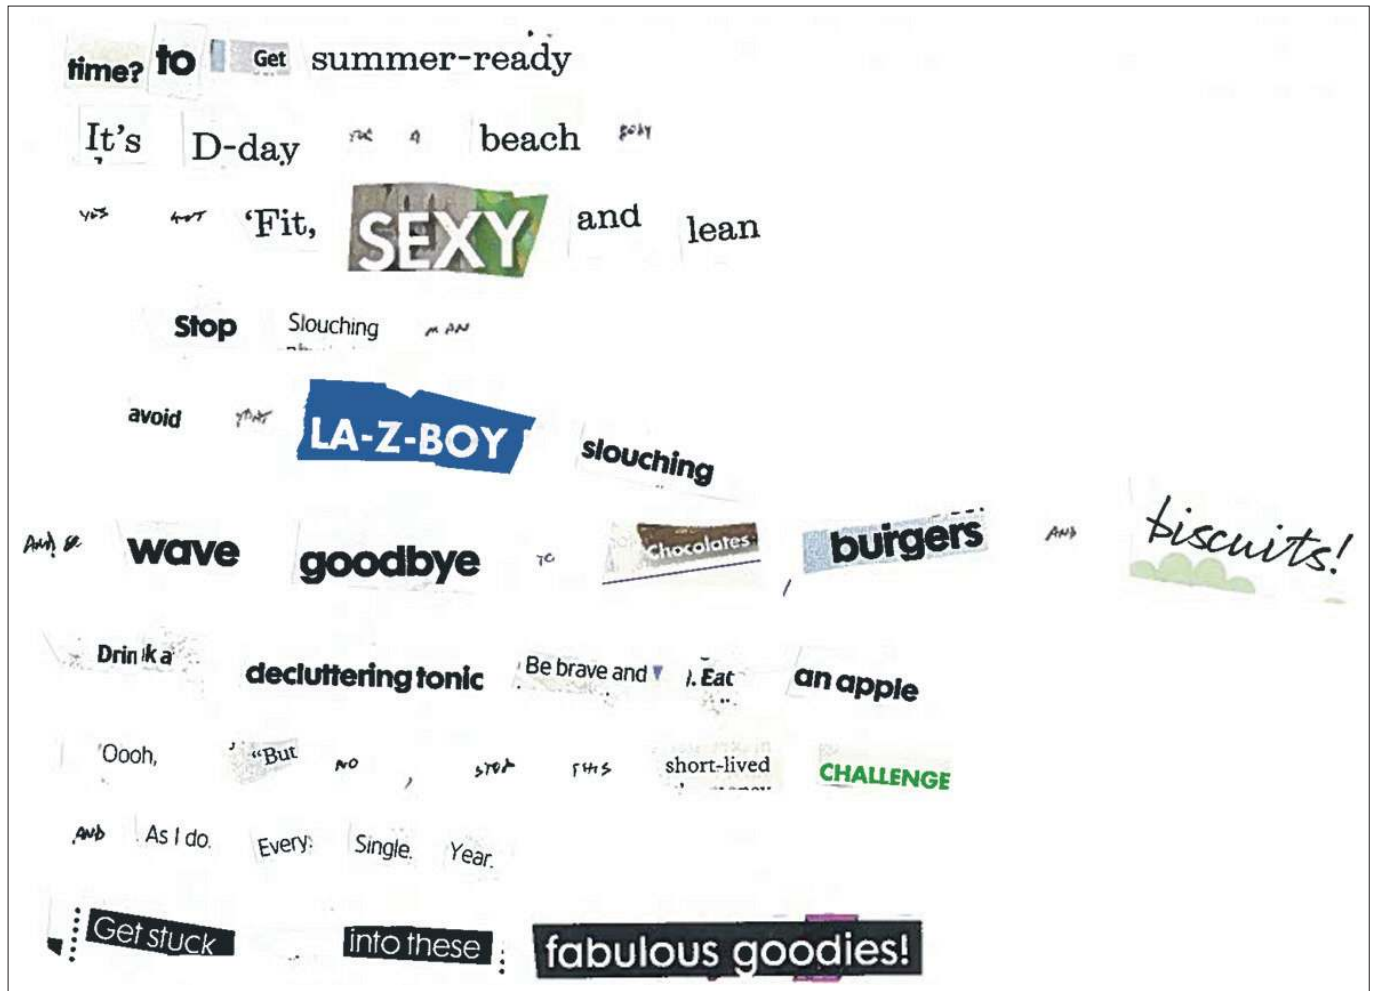 time? to Get summer-ready
It's D-day FOR A beach BODY
YES GET 'Fit, SEXY and lean
Stop Slouching MAN
avoid YOUR LA-Z-BOY slouching
wave goodbye TO Chocolates burgers AND biscuits!
Drink a decluttering tonic Be brave and Eat an apple
'Oooh, "But NO, STOP THIS short-lived CHALLENGE
AND As I do. Every. Single. Year.
Get stuck into these fabulous goodies!